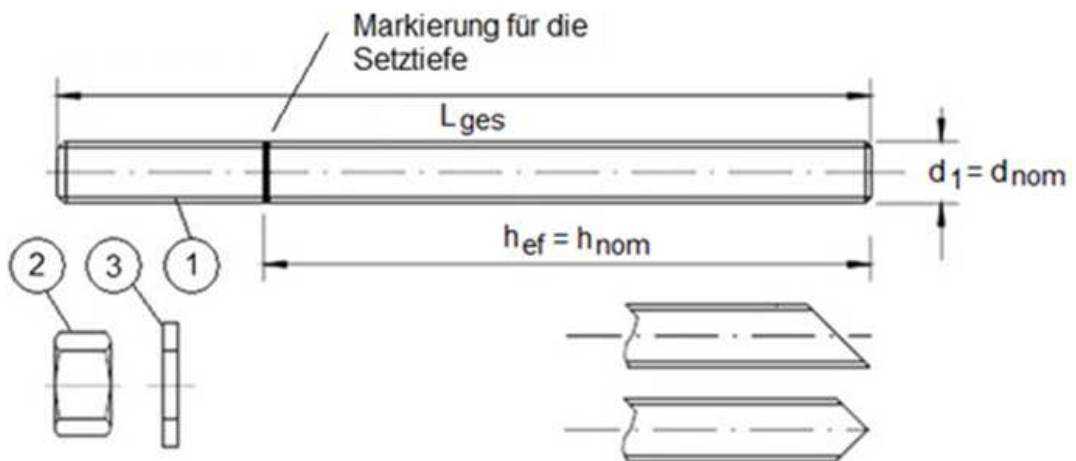 Markierung für die
Setztiefe
Lges
d1 = dnom
hef = hnom
2
3
1